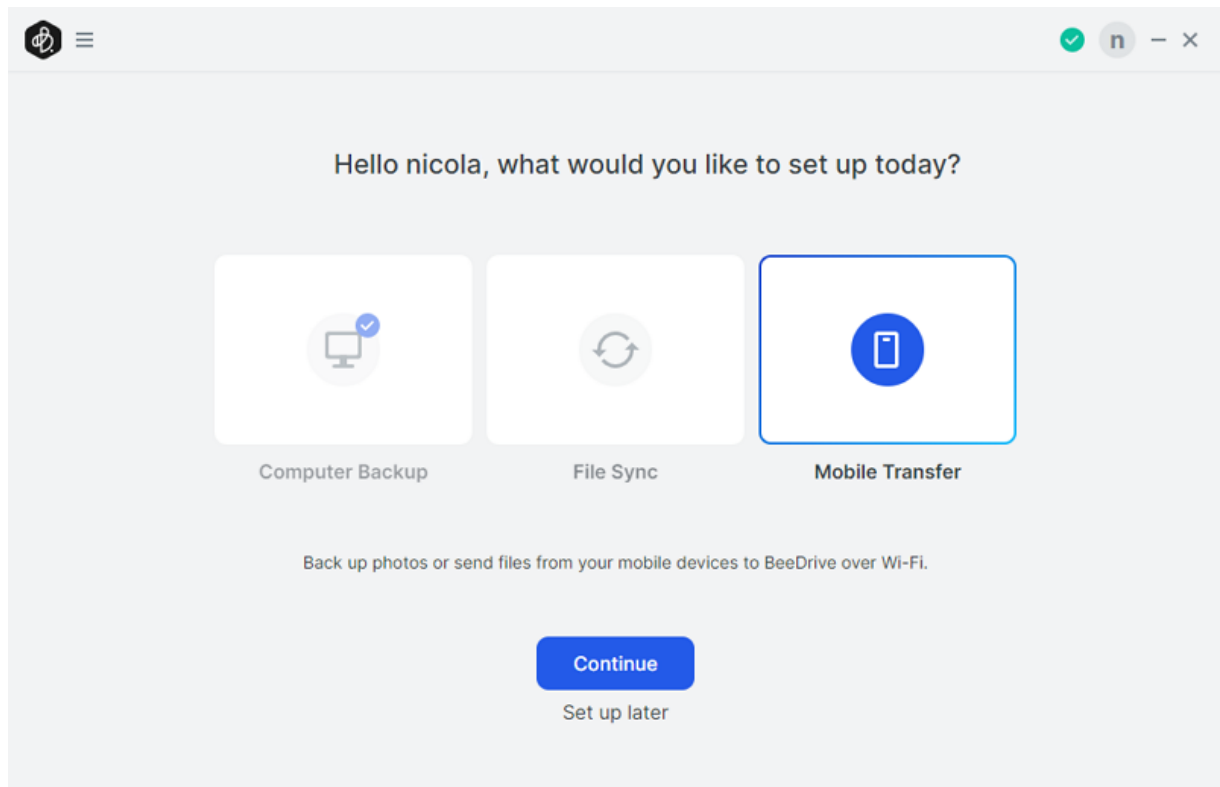 n
Hello nicola, what would you like to set up today?
Computer Backup
File Sync
Mobile Transfer
Back up photos or send files from your mobile devices to BeeDrive over Wi-Fi.
Continue
Set up later